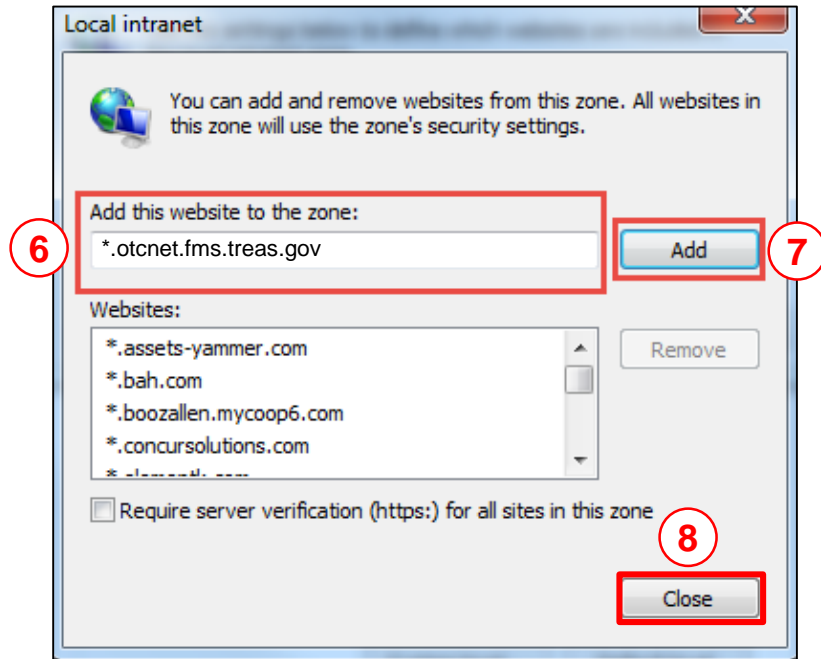 Local intranet
You can add and remove websites from this zone. All websites in
this zone will use the zone's security settings.
Add this website to the zone:
6
*.otcnet.fms.treas.gov
Add
7
Websites:
*.assets-yammer.com
Remove
*.bah.com
*.boozallen.mycoop6.com
*.concursolutions.com
Require server verification (https:) for all sites in this zone
8
Close